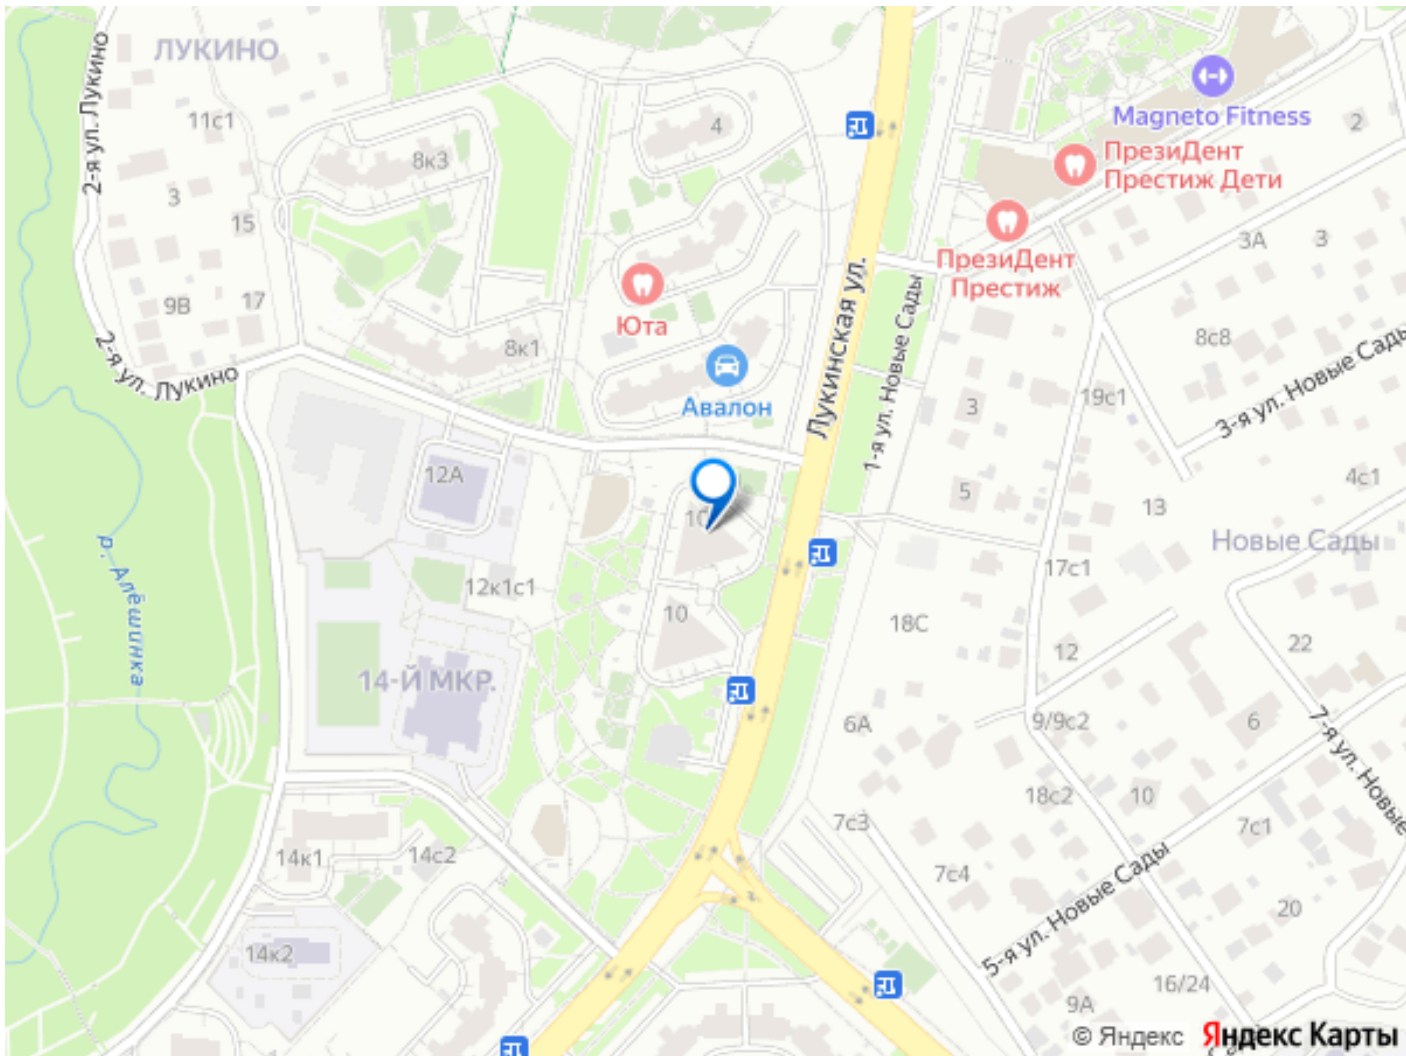 ЛУКИНО
2-я ул. Лукино
11с1
8к3
4
Magneto Fitness
2
ПрезиДент
Престиж Дети
3
15
ПрезиДент
Престиж
3А
3
9В
17
Юта
8к1
Лукинская ул.
1-я ул. Новые Сады
8с8
2-я ул. Лукино
Авалон
3
19с1
3-я ул. Новые Сады
12А
5
4с1
13
Новые Сады
р. Алёшинка
12к1с1
10
17с1
18С
12
22
14-Й МКР.
6А
9/9с2
6
7-я ул. Новые
18с2
10
7с3
7с1
14к1
14с2
7с4
5-я ул. Новые Сады
20
14к2
16/24
9А
© Яндекс Яндекс Карты